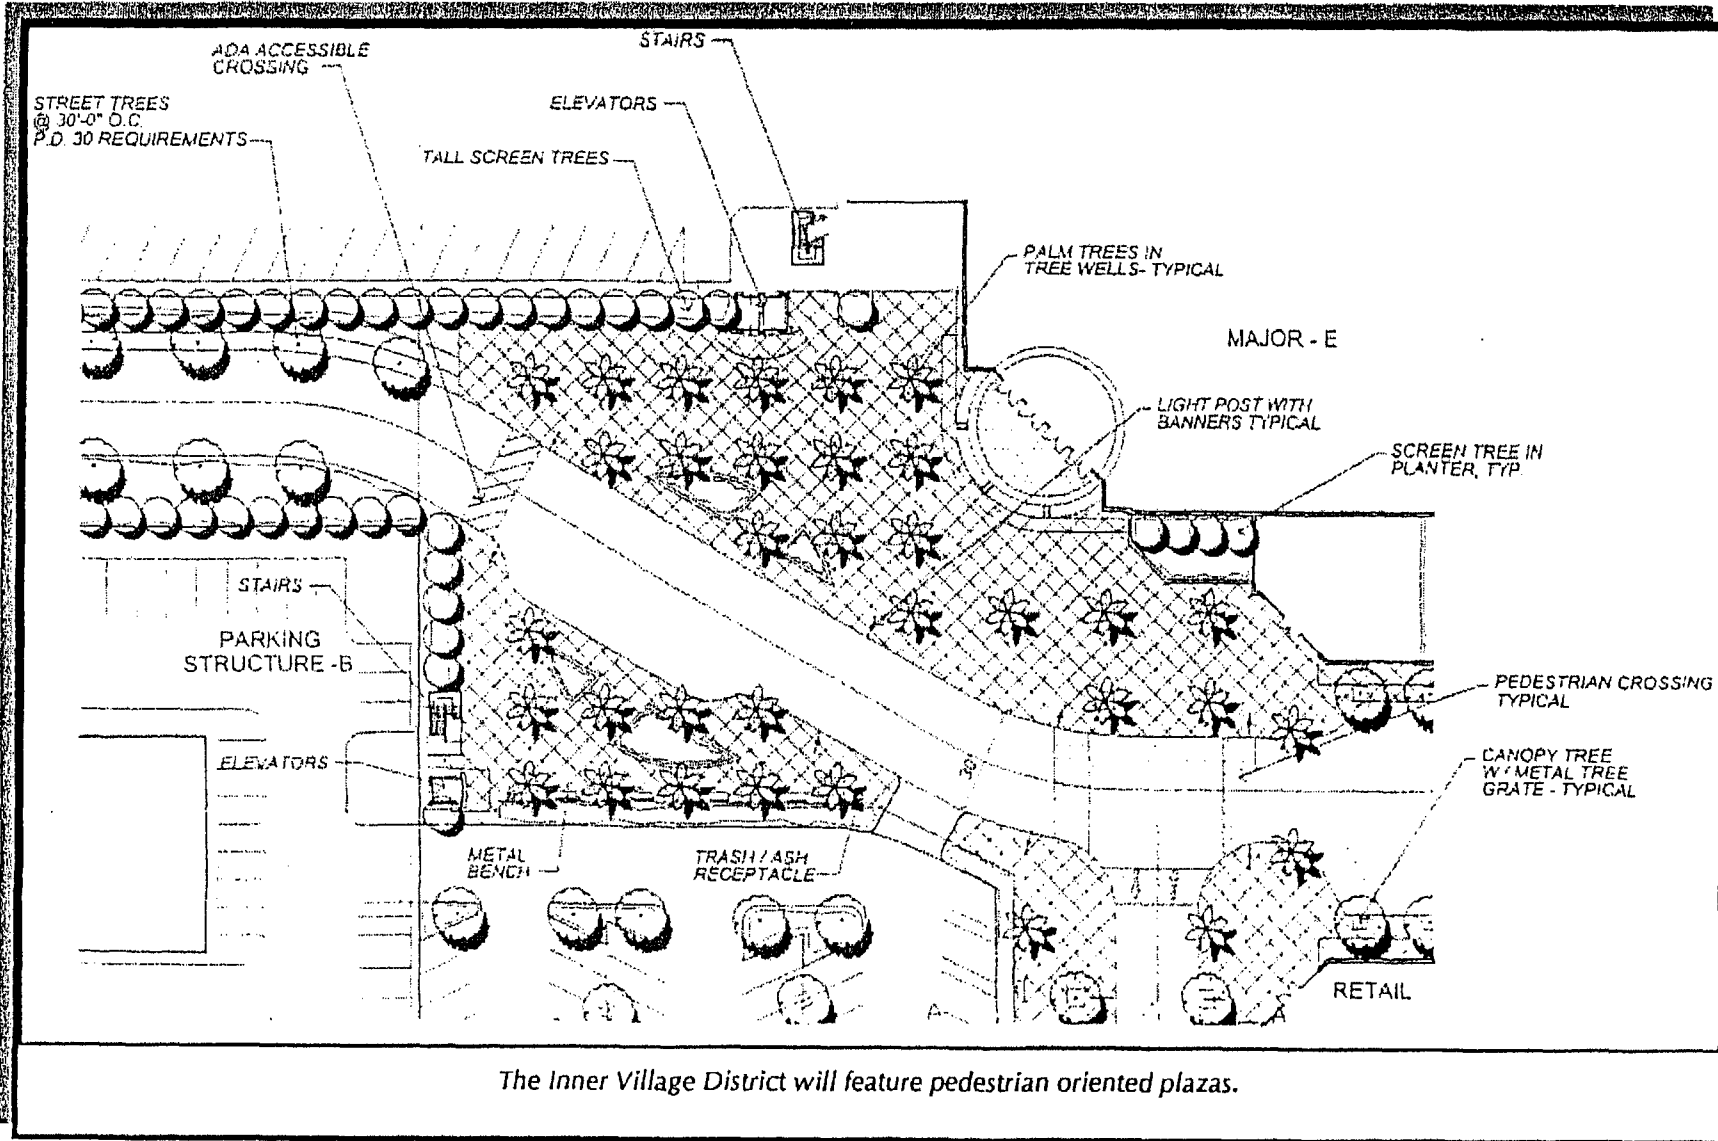 ADA ACCESSIBLE
CROSSING
STAIRS
STREET TREES
@ 30'-0" O.C.
P.D. 30 REQUIREMENTS
ELEVATORS
TALL SCREEN TREES
PALM TREES IN
TREE WELLS- TYPICAL
MAJOR - E
LIGHT POST WITH
BANNERS TYPICAL
SCREEN TREE IN
PLANTER, TYP.
STAIRS
PARKING
STRUCTURE -B
PEDESTRIAN CROSSING
TYPICAL
ELEVATORS
CANOPY TREE
W/ METAL TREE
GRATE - TYPICAL
METAL
BENCH
TRASH / ASH
RECEPTACLE
RETAIL
The Inner Village District will feature pedestrian oriented plazas.